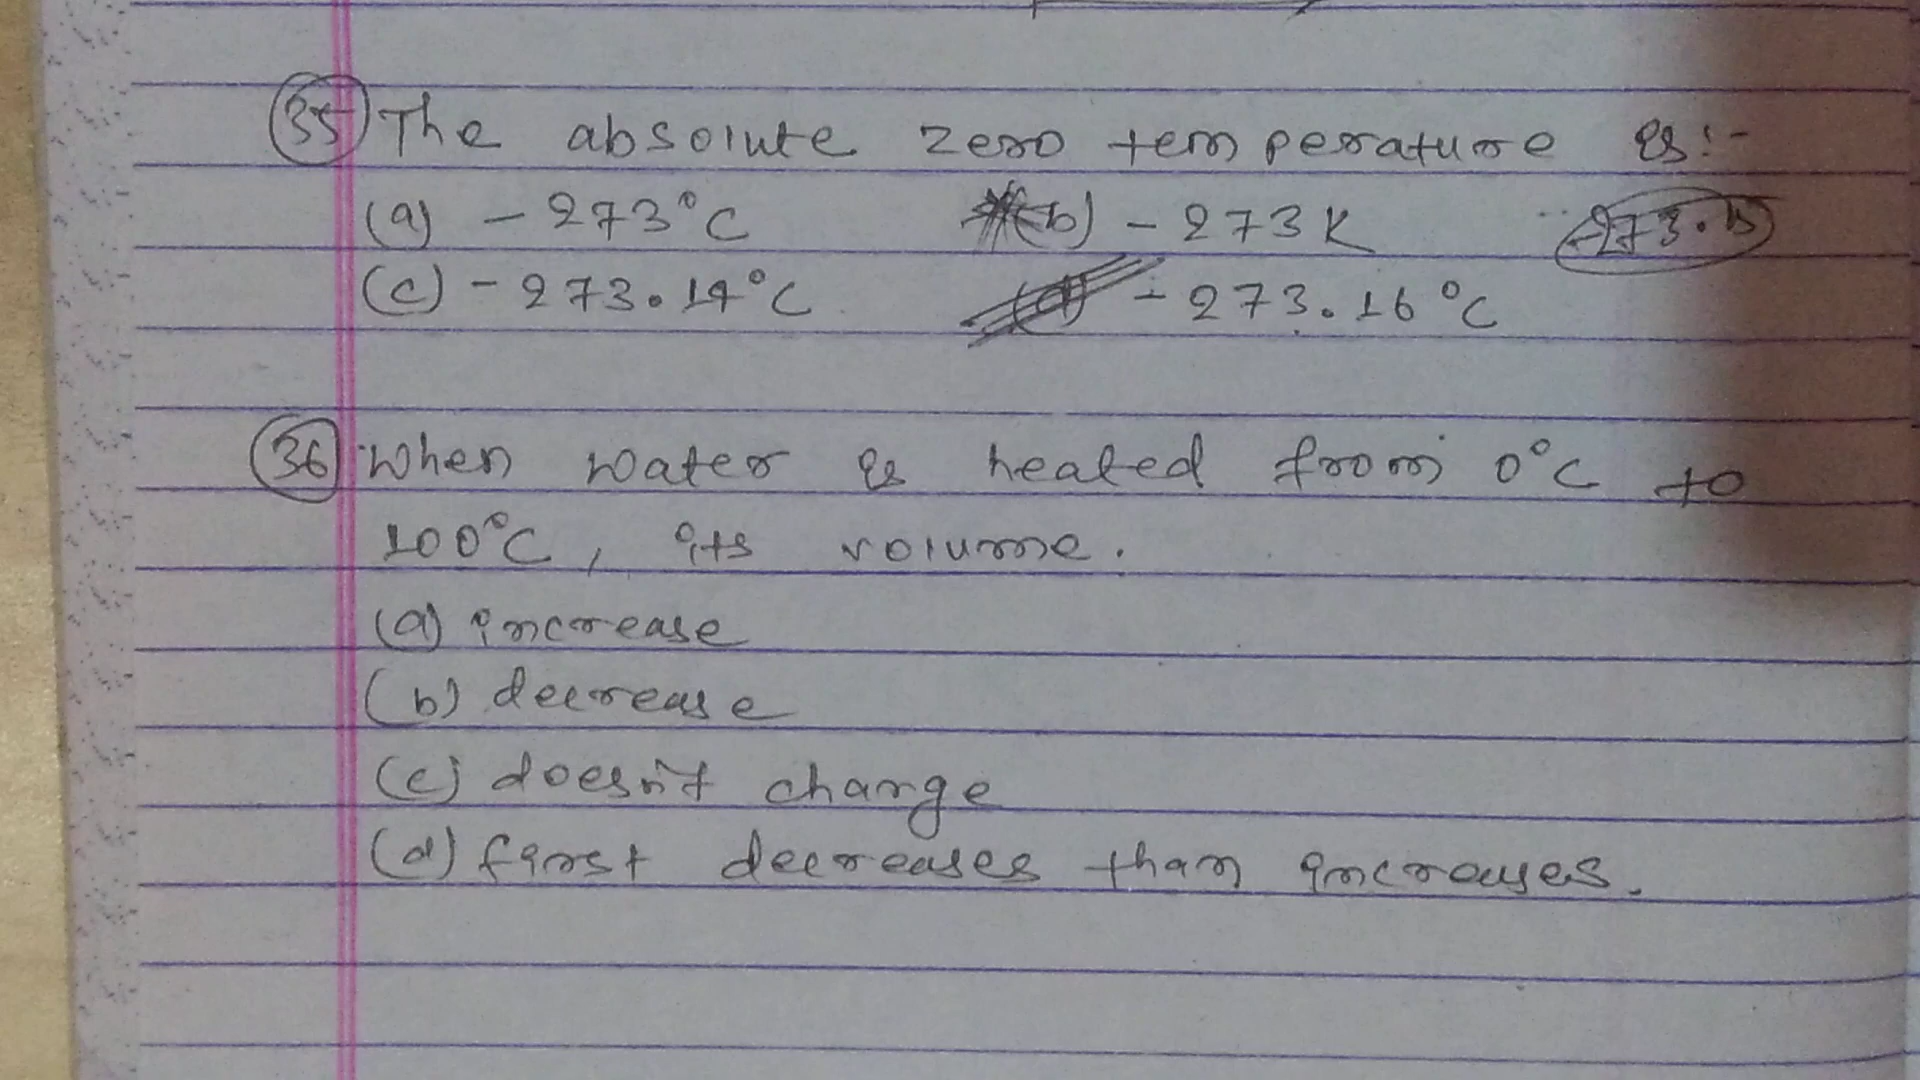 35 The absolute zero temperature is:-
(a) - 273°C (b) - 273K -273.15
(c) - 273.14°C (d) - 273.16°C
36 When water is heated from 0°C to
100°C, its volume.
(a) increase
(b) decrease
(c) doesn't change
(d) first decreases than increases.